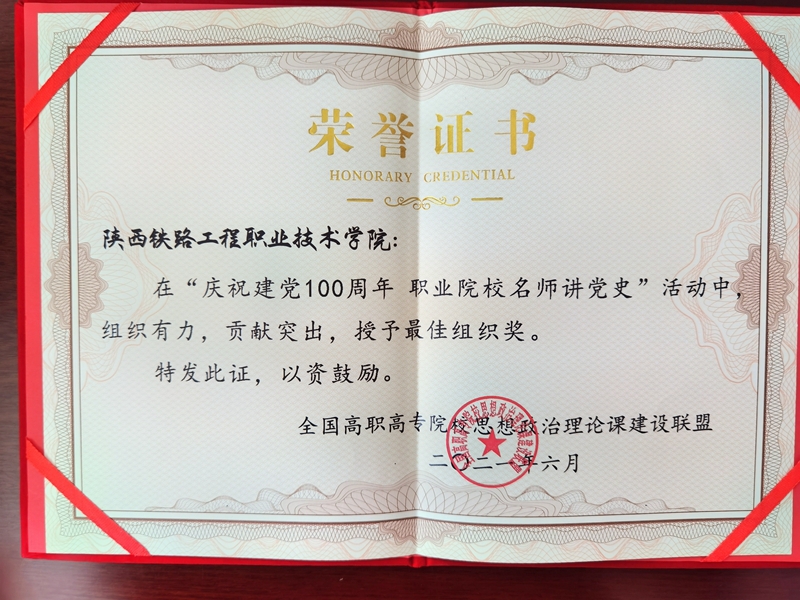 荣誉证书
HONORARY CREDENTIAL
陕西铁路工程职业技术学院:
在“庆祝建党100周年 职业院校名师讲党史”活动中,
组织有力,贡献突出,授予最佳组织奖。
特发此证,以资鼓励。
全国高职高专院校思想政治理论课建设联盟
二〇二一年六月